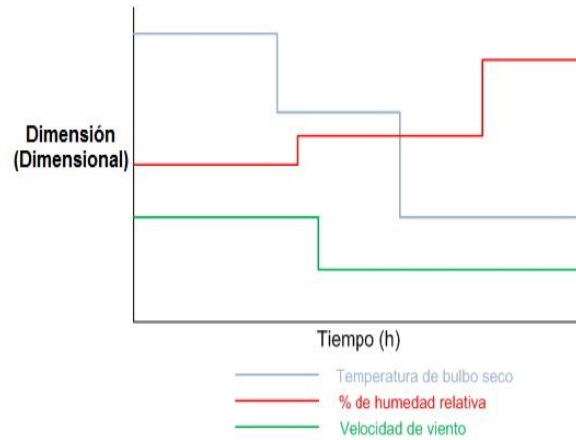 Dimensión
(Dimensional)
Tiempo (h)
Temperatura de bulbo seco
% de humedad relativa
Velocidad de viento